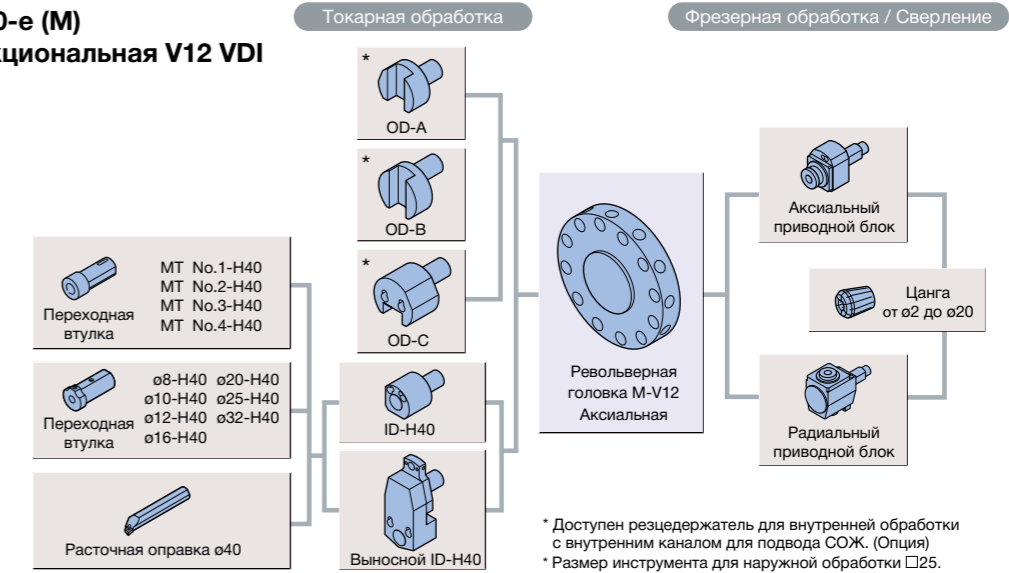 0-е (М)
кциональная V12 VDI
Токарная обработка
Фрезерная обработка / Сверление
*
OD-A
*
OD-B
*
OD-C
Переходная
втулка
MT No.1-H40
MT No.2-H40
MT No.3-H40
MT No.4-H40
Переходная
втулка
ø8-H40 ø20-H40
ø10-H40 ø25-H40
ø12-H40 ø32-H40
ø16-H40
Расточная оправка ø40
ID-H40
Выносной ID-H40
Револьверная
головка M-V12
Аксиальная
Аксиальный
приводной блок
Цанга
от ø2 до ø20
Радиальный
приводной блок
* Доступен резцедержатель для внутренней обработки
с внутренним каналом для подвода СОЖ. (Опция)
* Размер инструмента для наружной обработки □25.